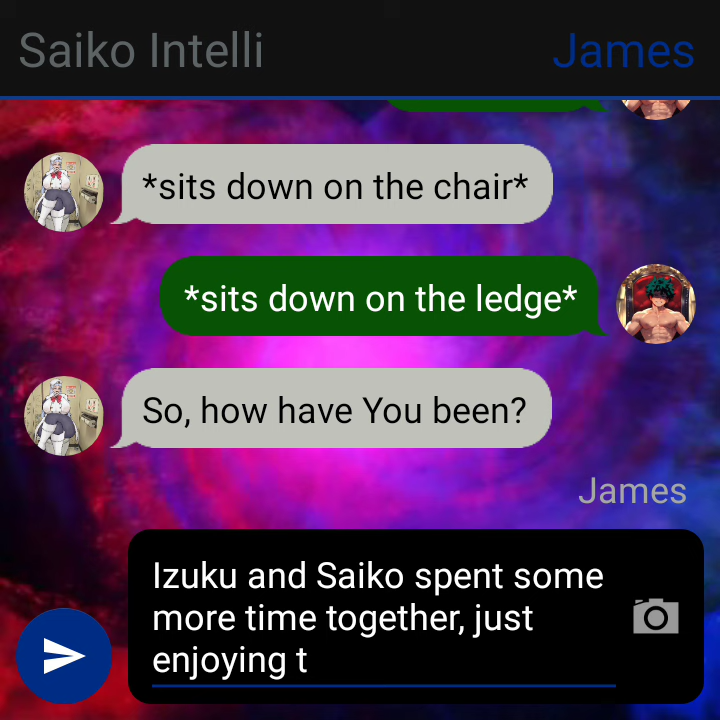 Saiko Intelli
James
*sits down on the chair*
*sits down on the ledge*
So, how have You been?
James
Izuku and Saiko spent some
more time together, just
enjoying t